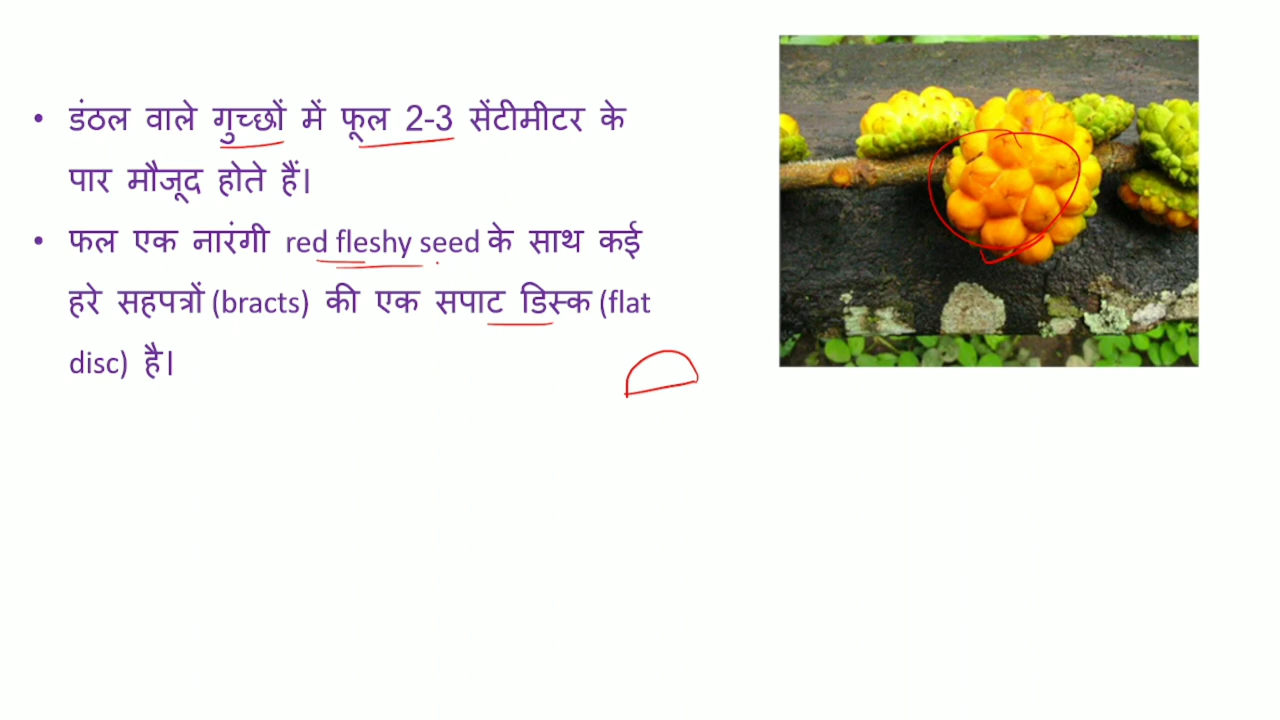 • डंठल वाले गुच्छों में फूल 2-3 सेंटीमीटर के
पार मौजूद होते हैं।
• फल एक नारंगी red fleshy seed के साथ कई
हरे सहपत्रों (bracts) की एक सपाट डिस्क (flat
disc) है।